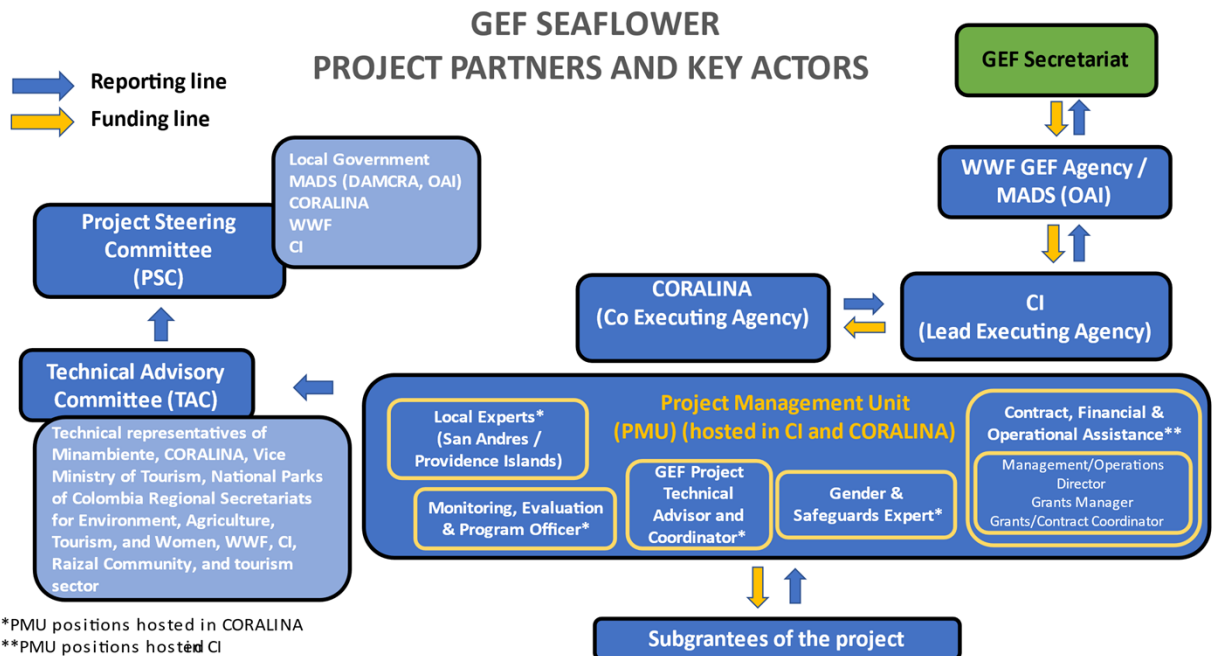 GEF SEAFLOWER
PROJECT PARTNERS AND KEY ACTORS
Reporting line
Funding line
GEF Secretariat
WWF GEF Agency /
MADS (OAI)
Local Government
MADS (DAMCRA, OAI)
CORALINA
WWF
CI
Project Steering
Committee
(PSC)
CORALINA
(Co Executing Agency)
CI
(Lead Executing Agency)
Technical Advisory
Committee (TAC)
Technical representatives of
Minambiente, CORALINA, Vice
Ministry of Tourism, National Parks
of Colombia Regional Secretariats
for Environment, Agriculture,
Tourism, and Women, WWF, CI,
Raizal Community, and tourism
sector
Project Management Unit
(PMU) (hosted in CI and CORALINA)
Local Experts*
(San Andres /
Providence Islands)
Monitoring, Evaluation
& Program Officer*
GEF Project
Technical
Advisor and
Coordinator*
Gender &
Safeguards Expert*
Contract, Financial &
Operational Assistance**
Management/Operations
Director
Grants Manager
Grants/Contract Coordinator
Subgrantees of the project
*PMU positions hosted in CORALINA
**PMU positions hosted in CI